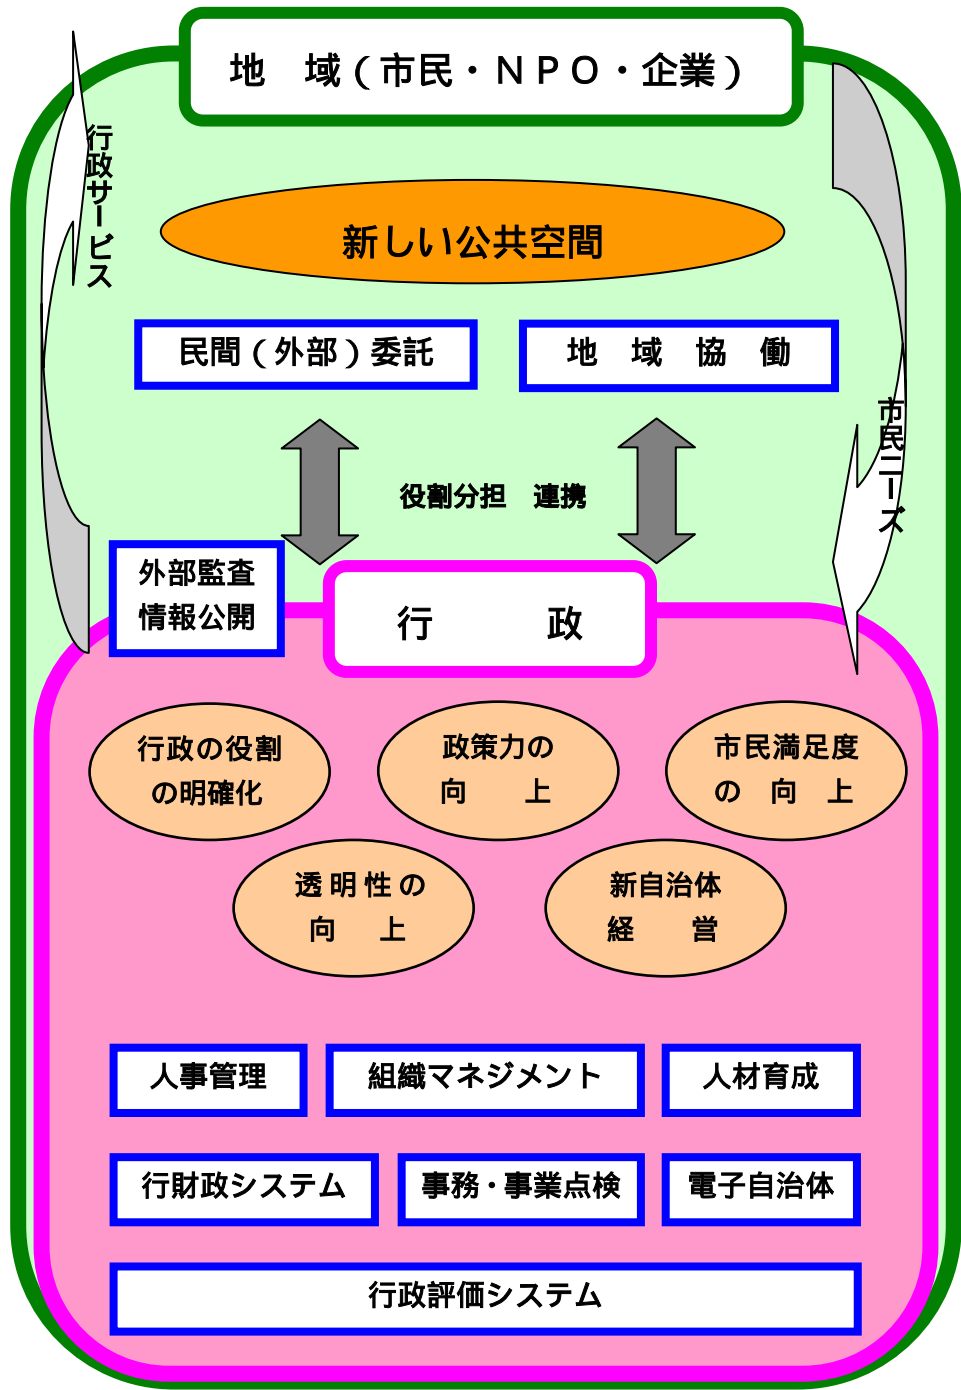 地　域（市民・ＮＰＯ・企業）
行政サービス
新しい公共空間
民間（外部）委託
地　域　協　働
市民ニーズ
役割分担　連携
外部監査
情報公開
行　　　政
行政の役割
の明確化
政策力の
向　　上
市民満足度
の　向　上
透明性の
向　上
新自治体
経　　営
人事管理
組織マネジメント
人材育成
行財政システム
事務・事業点検
電子自治体
行政評価システム